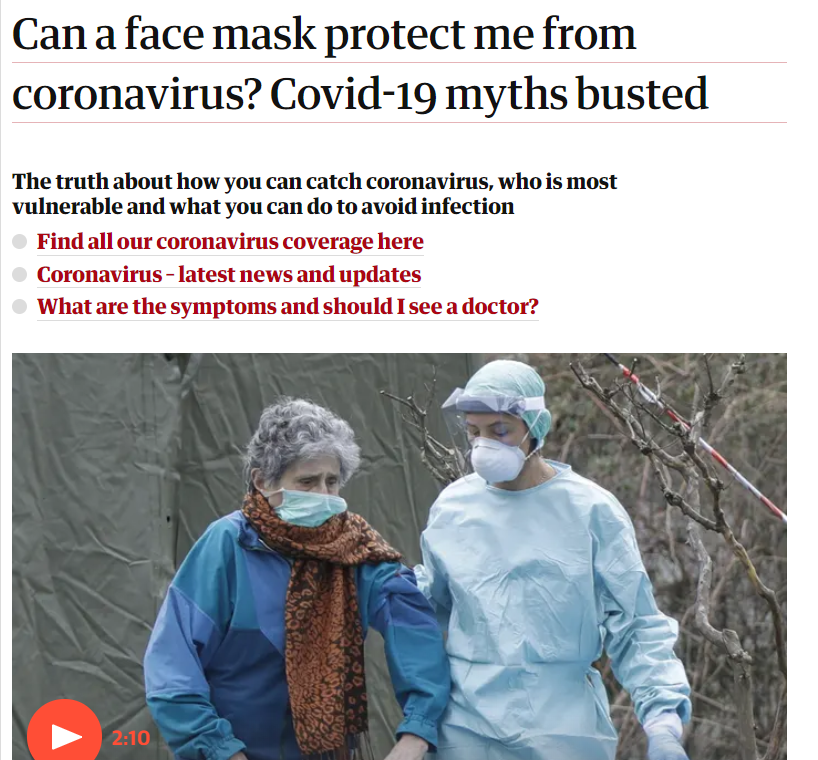 Can a face mask protect me from
coronavirus? Covid-19 myths busted
The truth about how you can catch coronavirus, who is most
vulnerable and what you can do to avoid infection
Find all our coronavirus coverage here
Coronavirus – latest news and updates
What are the symptoms and should I see a doctor?
2:10